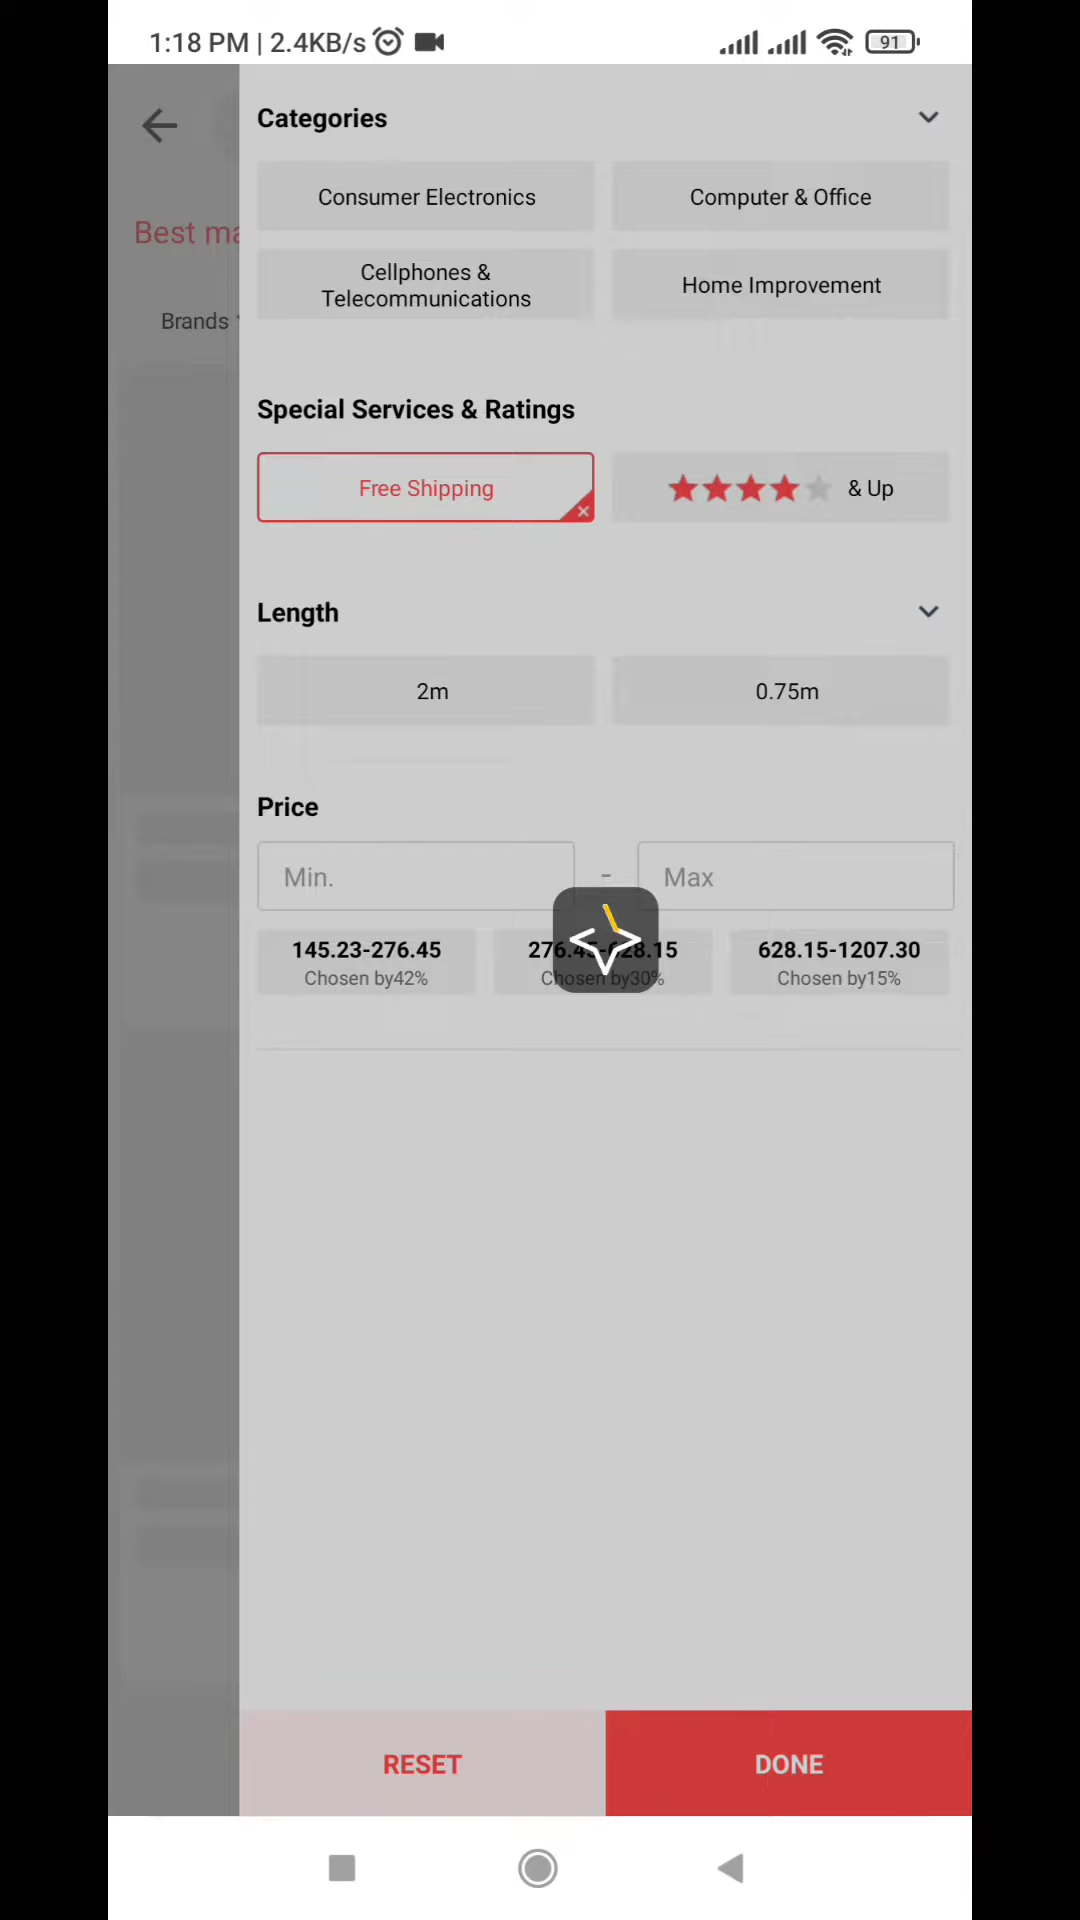 1:18 PM | 2.4KB/s
91
Categories
Consumer Electronics
Computer & Office
Best ma
Cellphones &
Telecommunications
Home Improvement
Brands
Special Services & Ratings
Free Shipping
& Up
Length
2m
0.75m
Price
Min.
-
Max
145.23-276.45
Chosen by42%
276.45-628.15
Chosen by30%
628.15-1207.30
Chosen by15%
RESET
DONE